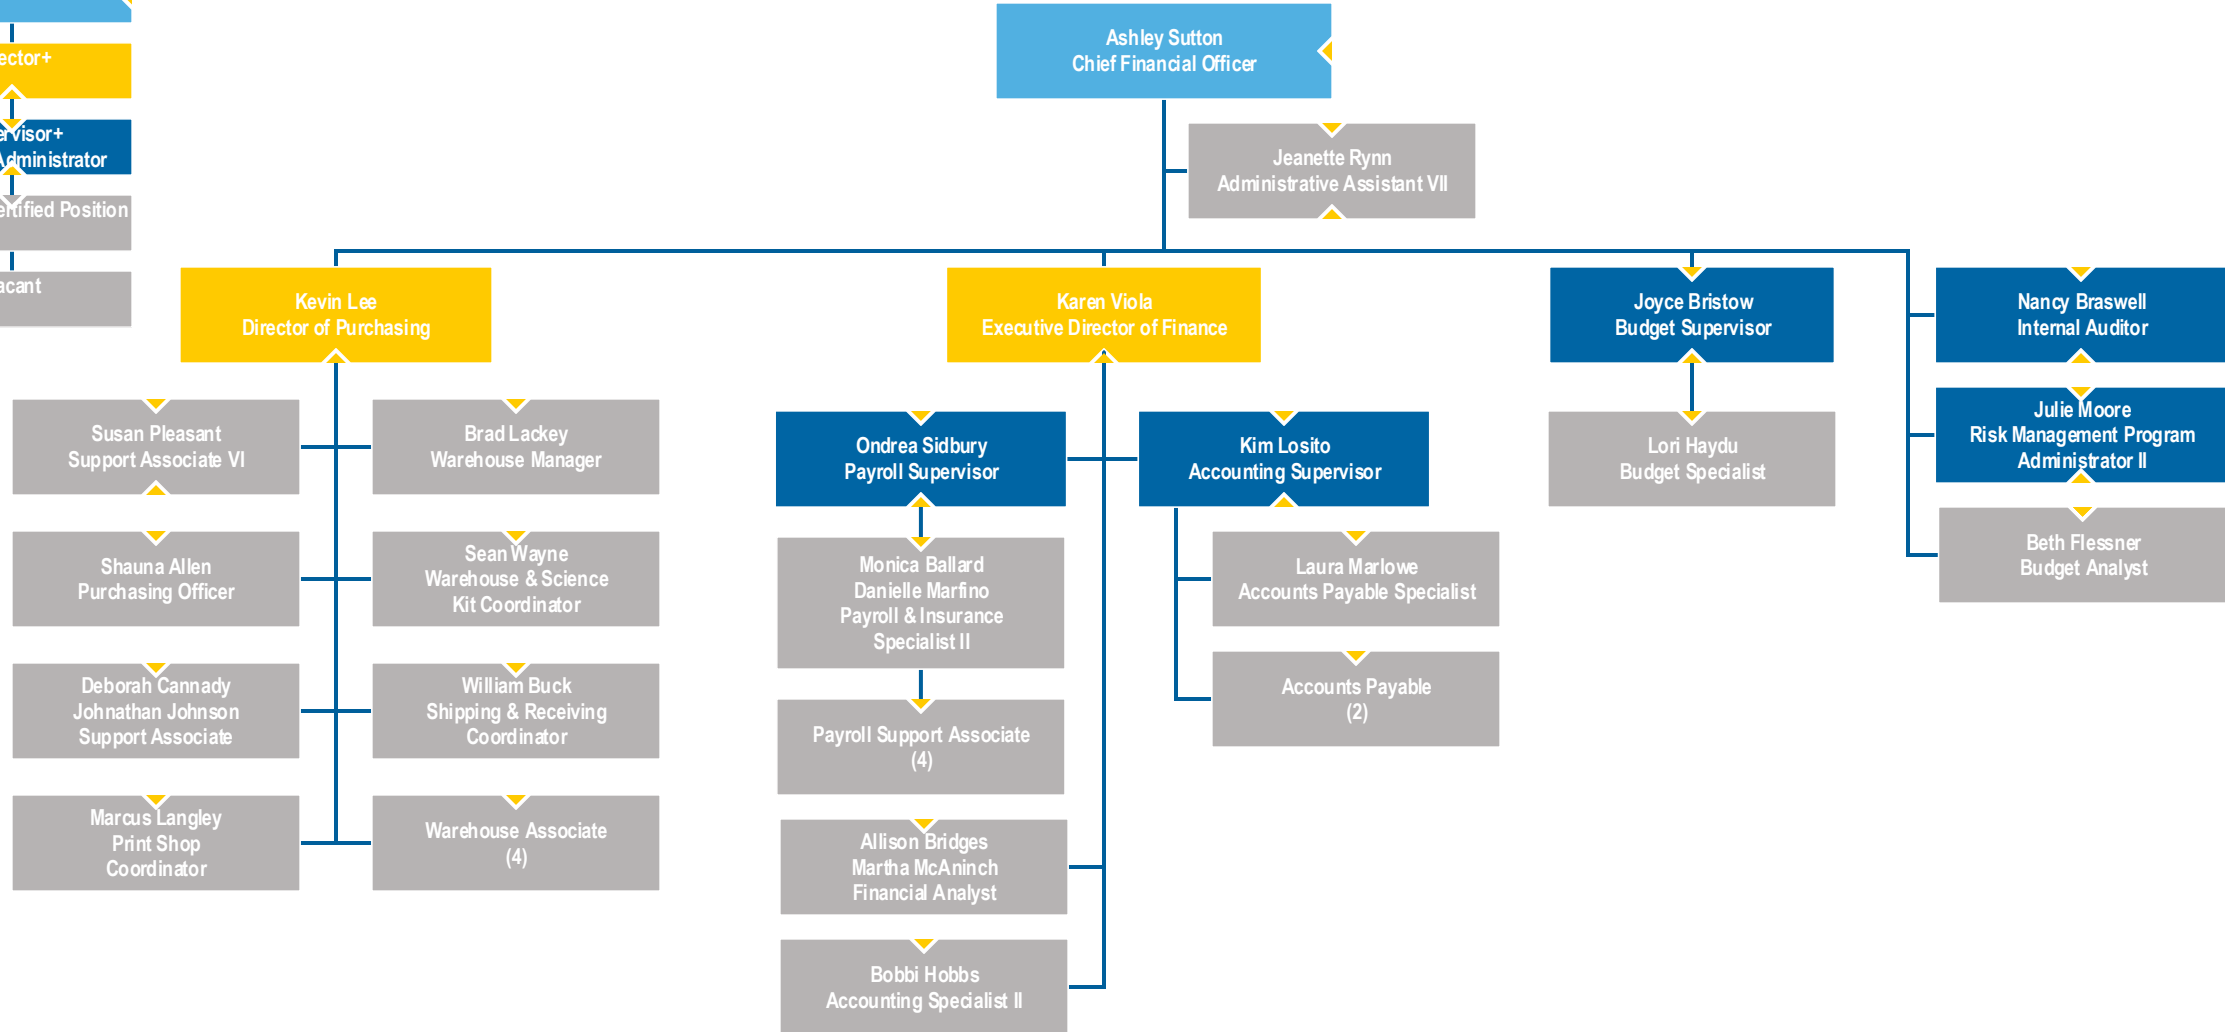 ector+
ervisor+
Administrator
ertified Position
acant
Ashley Sutton
Chief Financial Officer
Jeanette Rynn
Administrative Assistant VII
Kevin Lee
Director of Purchasing
Karen Viola
Executive Director of Finance
Joyce Bristow
Budget Supervisor
Nancy Braswell
Internal Auditor
Susan Pleasant
Support Associate VI
Brad Lackey
Warehouse Manager
Shauna Allen
Purchasing Officer
Sean Wayne
Warehouse & Science
Kit Coordinator
Deborah Cannady
Johnathan Johnson
Support Associate
William Buck
Shipping & Receiving
Coordinator
Marcus Langley
Print Shop
Coordinator
Warehouse Associate
(4)
Ondrea Sidbury
Payroll Supervisor
Kim Losito
Accounting Supervisor
Monica Ballard
Danielle Marfino
Payroll & Insurance
Specialist II
Payroll Support Associate
(4)
Laura Marlowe
Accounts Payable Specialist
Accounts Payable
(2)
Allison Bridges
Martha McAninch
Financial Analyst
Bobbi Hobbs
Accounting Specialist II
Lori Haydu
Budget Specialist
Julie Moore
Risk Management Program
Administrator II
Beth Flessner
Budget Analyst